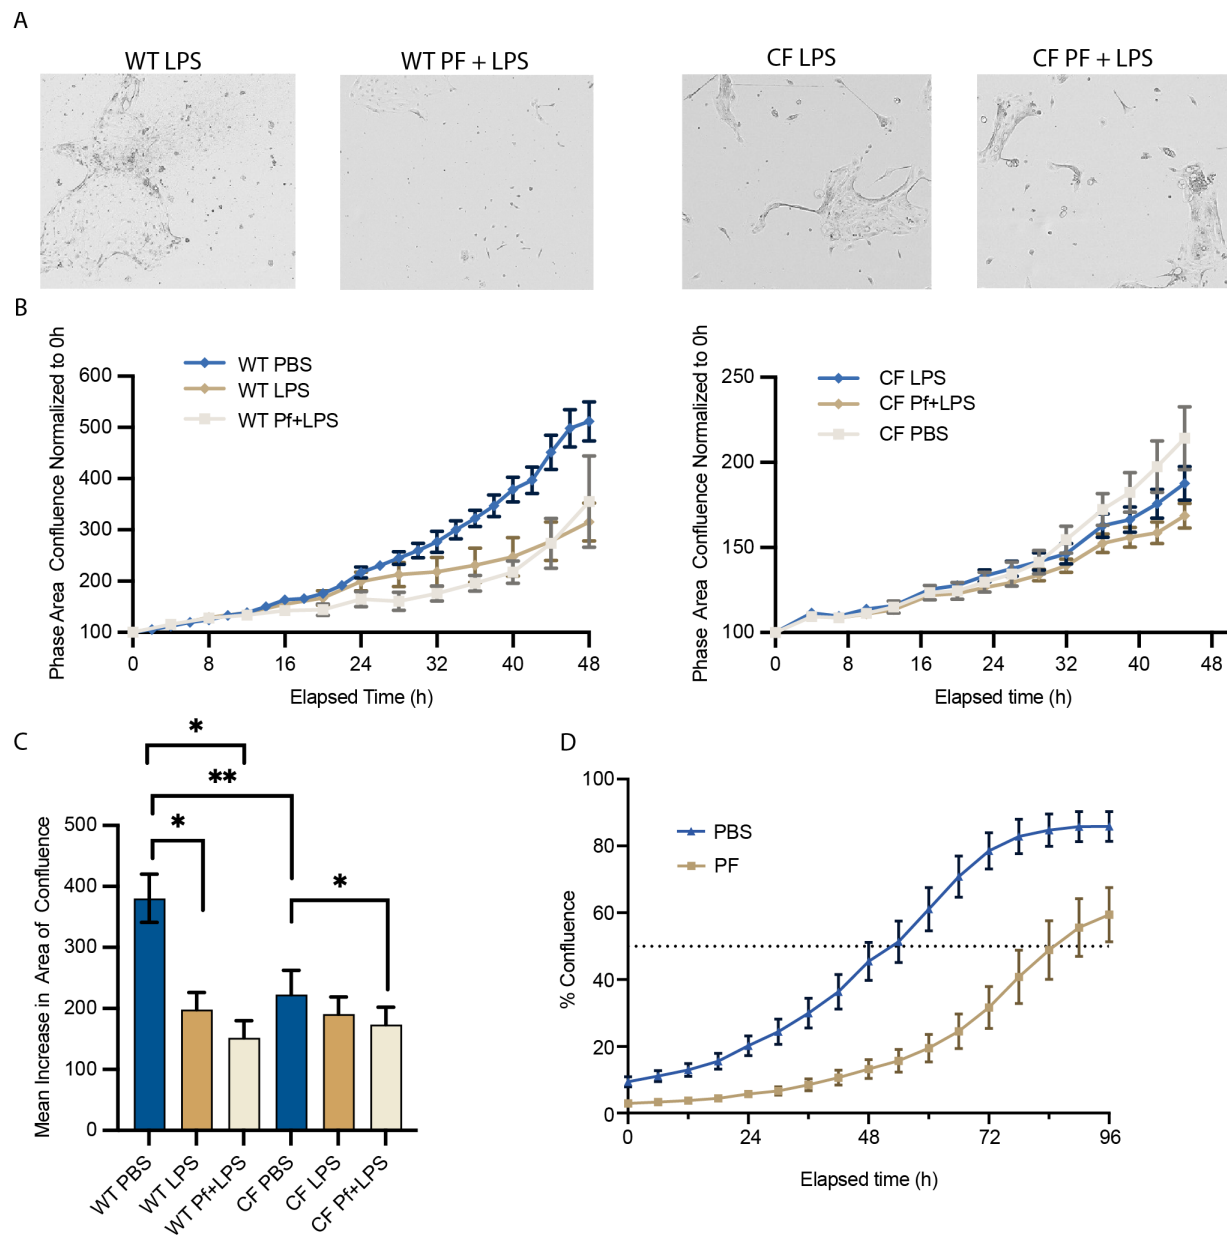 A
WT LPS
WT PF + LPS
CF LPS
CF PF + LPS
B
Phase Area Confluence Normalized to 0h
600
500
400
300
200
100
WT PBS
WT LPS
WT Pf+LPS
0 8 16 24 32 40 48
Elapsed Time (h)
Phase Area Confluence Normalized to 0h
250
200
150
100
CF LPS
CF Pf+LPS
CF PBS
0 8 16 24 32 40 48
Elapsed time (h)
C
Mean Increase in Area of Confluence
500
400
300
200
100
0
*
**
*
*
WT PBS
WT LPS
WT Pf+LPS
CF PBS
CF LPS
CF Pf+LPS
D
% Confluence
100
80
60
40
20
0
PBS
PF
0 24 48 72 96
Elapsed time (h)